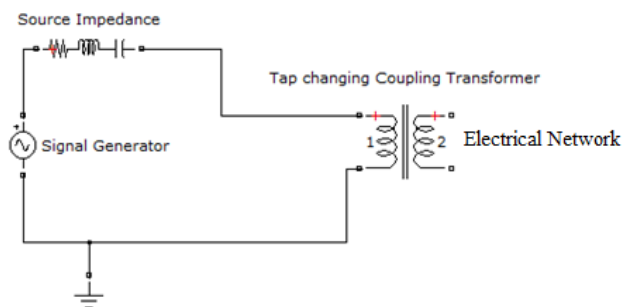 Source Impedance
Tap changing Coupling Transformer
+
Signal Generator
+
+
1
2
Electrical Network